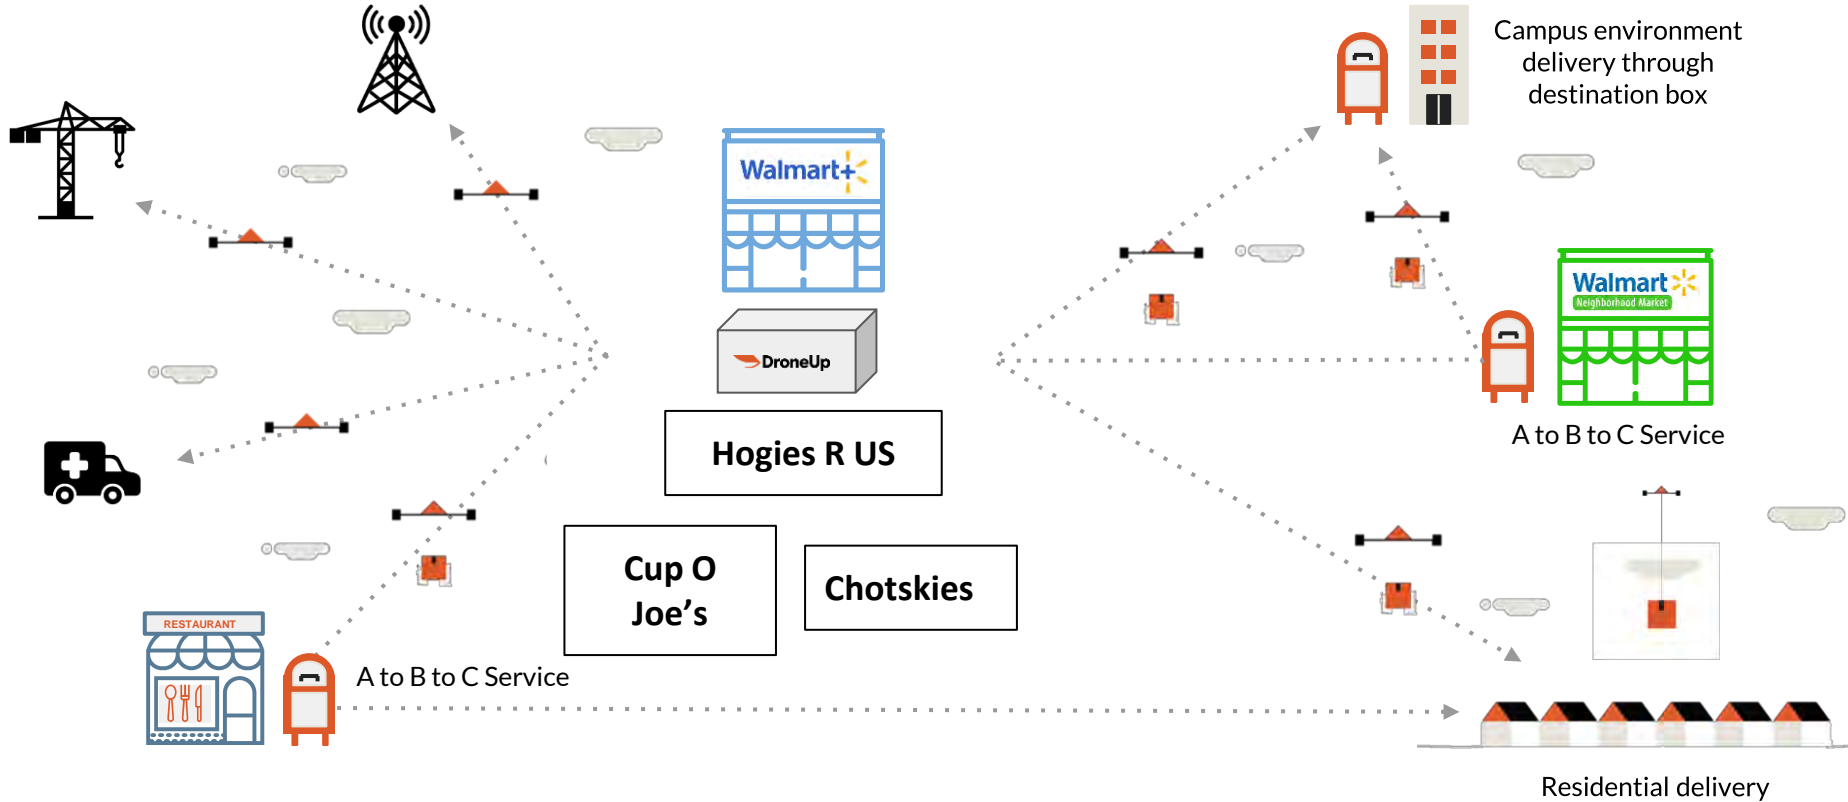 Campus environment
delivery through
destination box
Walmart+
Walmart
Neighborhood Market
DroneUp
A to B to C Service
Hogies R US
Cup O
Joe’s
Chotskies
RESTAURANT
A to B to C Service
Residential delivery